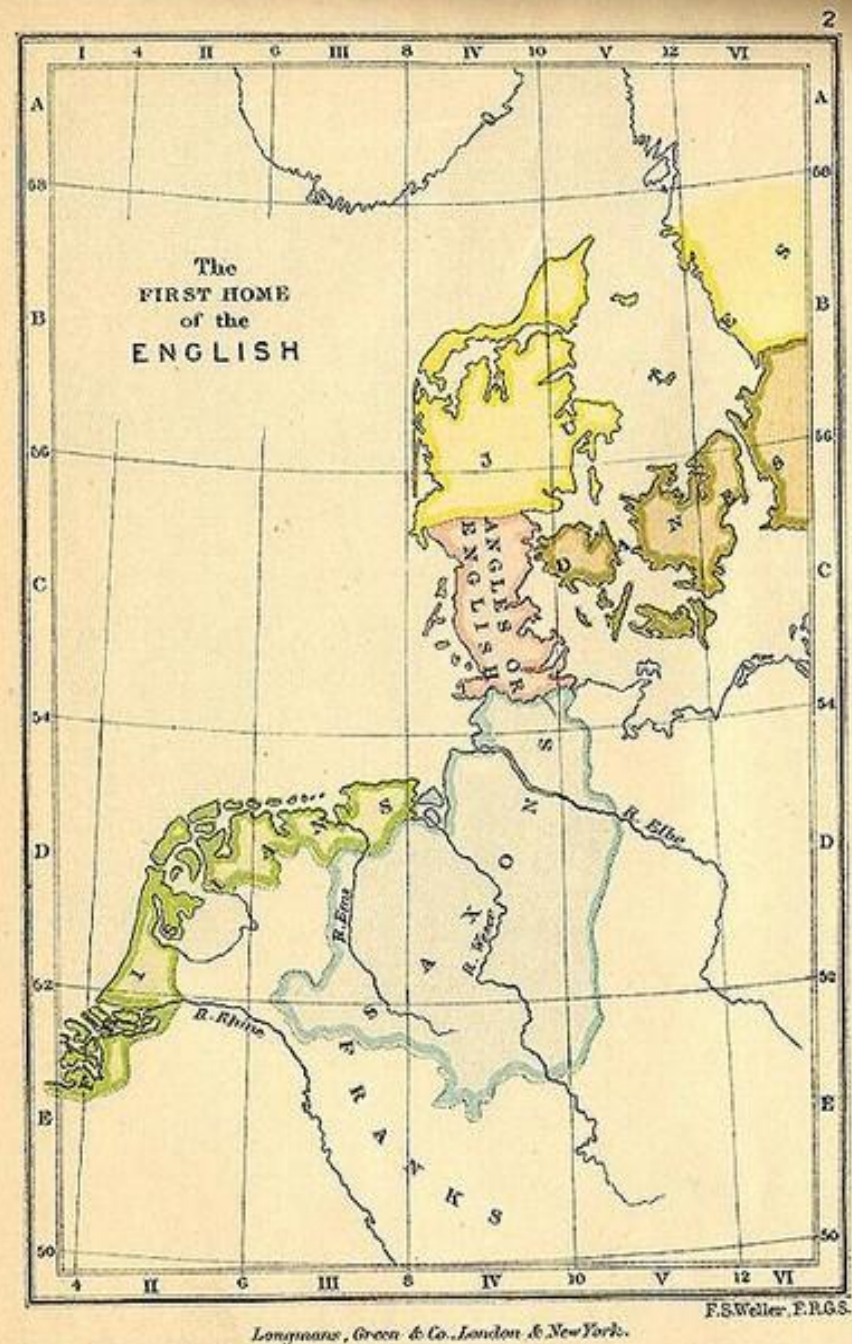 2
I 4 II 6 III 8 IV 10 V 12 VI
A A
58 58
The
FIRST HOME
of the
ENGLISH
S
B B
56 56
J
S
N
D
ANGLES OR
ENGLISH
C C
54 54
SAXONS
R. Elbe
D D
I A N S
R. Ems
R. Weser
52 52
R. Rhine
FRANKS
E E
50 50
4 II 6 III 8 IV 10 V 12 VI
F.S.Weller, F.R.G.S.
Longmans, Green & Co., London & New York.